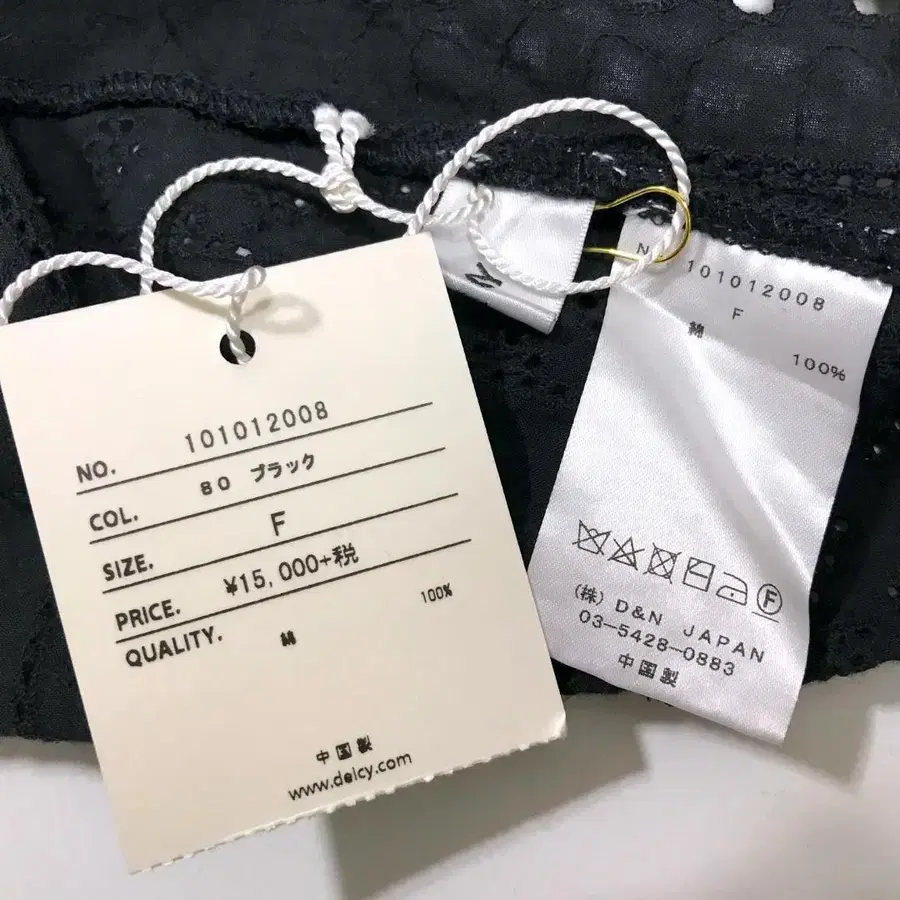 NO. 101012008
COL. 80 ブラック
SIZE. F
PRICE. ¥15,000+税
QUALITY. 綿 100%
中国製
www.deicy.com
101012008
F
綿 100%
F
(株) D&N JAPAN
03-5428-0883
中国製